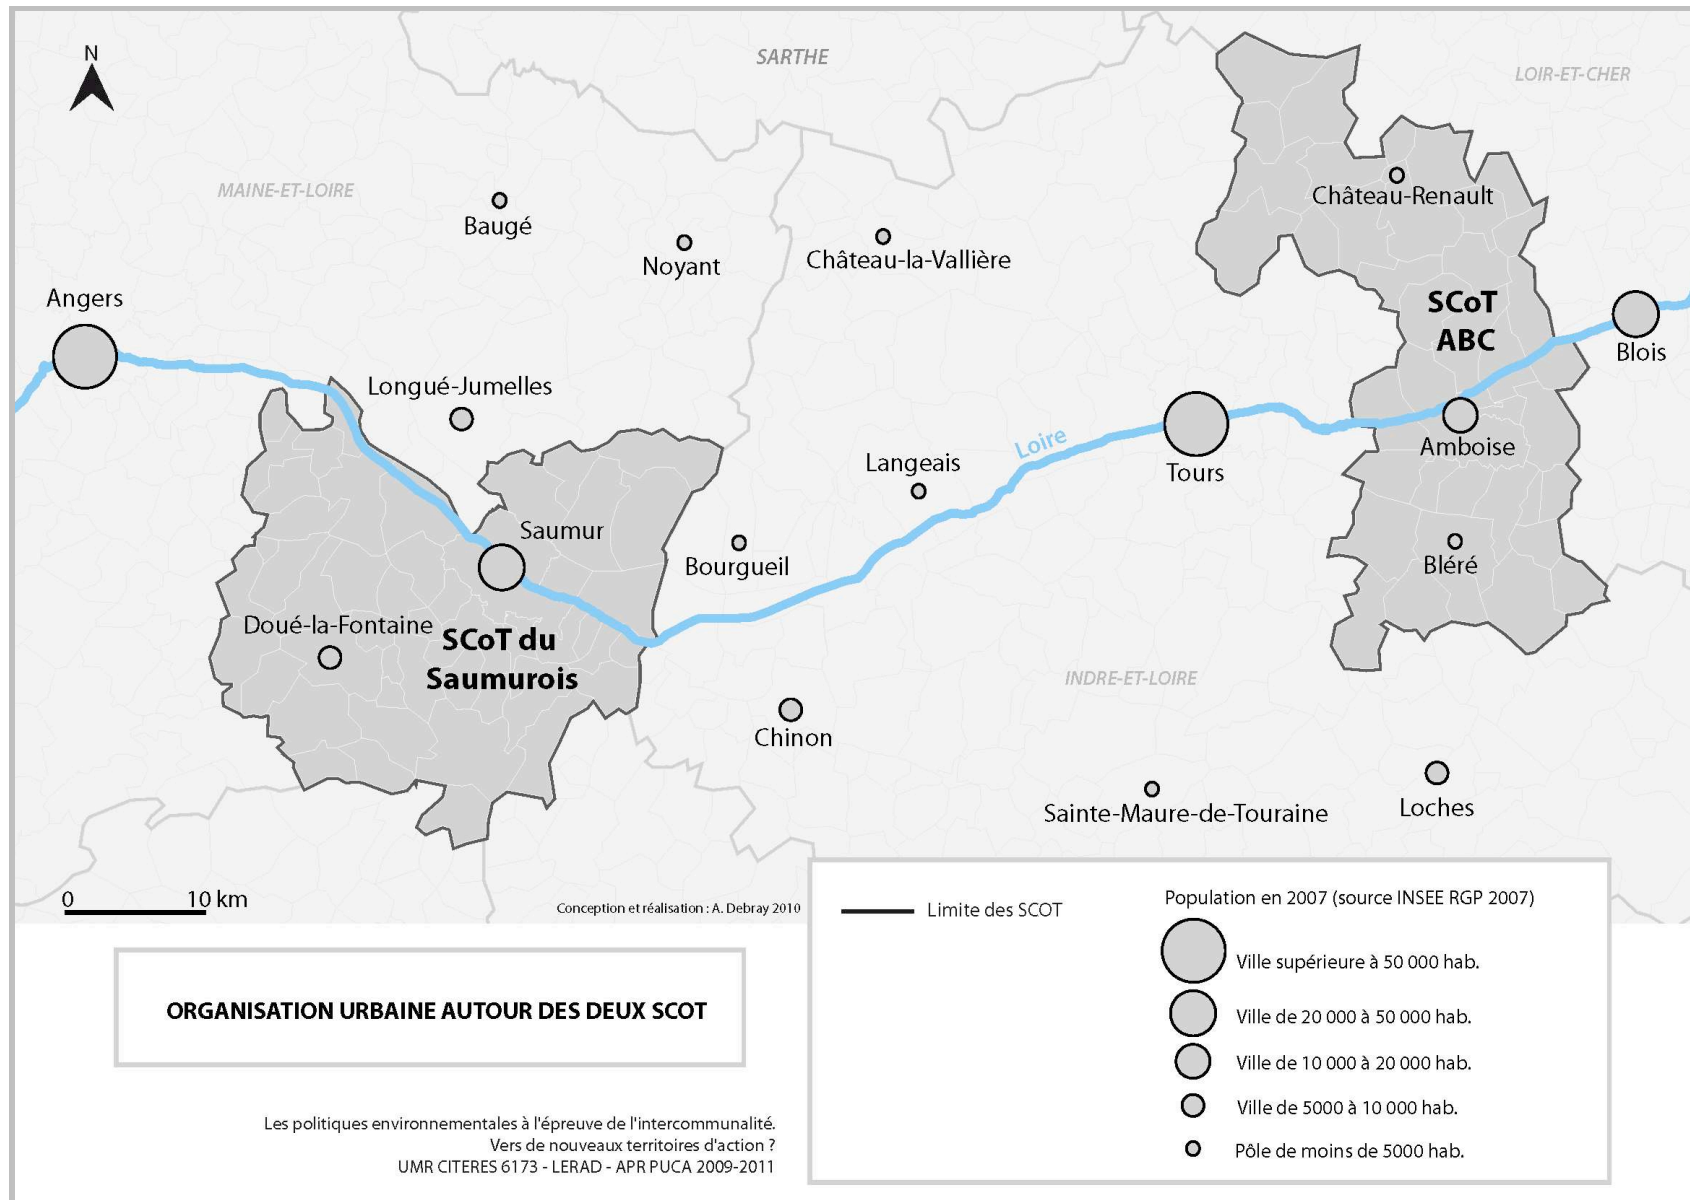 N
SARTHE
LOIR-ET-CHER
MAINE-ET-LOIRE
Château-Renault
Baugé
Noyant
Château-la-Vallière
Angers
SCoT
ABC
Blois
Longué-Jumelles
Loire
Amboise
Langeais
Tours
Saumur
Bourgueil
Bléré
Doué-la-Fontaine
SCoT du
Saumurois
INDRE-ET-LOIRE
Chinon
Sainte-Maure-de-Touraine
Loches
0 10 km
Conception et réalisation : A. Debray 2010
Limite des SCOT
Population en 2007 (source INSEE RGP 2007)
Ville supérieure à 50 000 hab.
Ville de 20 000 à 50 000 hab.
Ville de 10 000 à 20 000 hab.
Ville de 5000 à 10 000 hab.
Pôle de moins de 5000 hab.
ORGANISATION URBAINE AUTOUR DES DEUX SCOT
Les politiques environnementales à l'épreuve de l'intercommunalité.
Vers de nouveaux territoires d'action ?
UMR CITERES 6173 - LERAD - APR PUCA 2009-2011